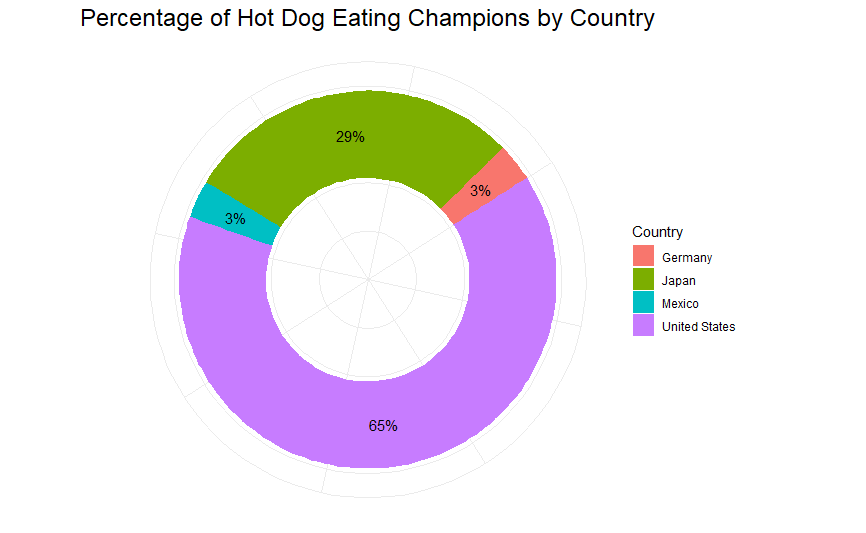 Percentage of Hot Dog Eating Champions by Country
29%
3%
3%
65%
Country
Germany
Japan
Mexico
United States